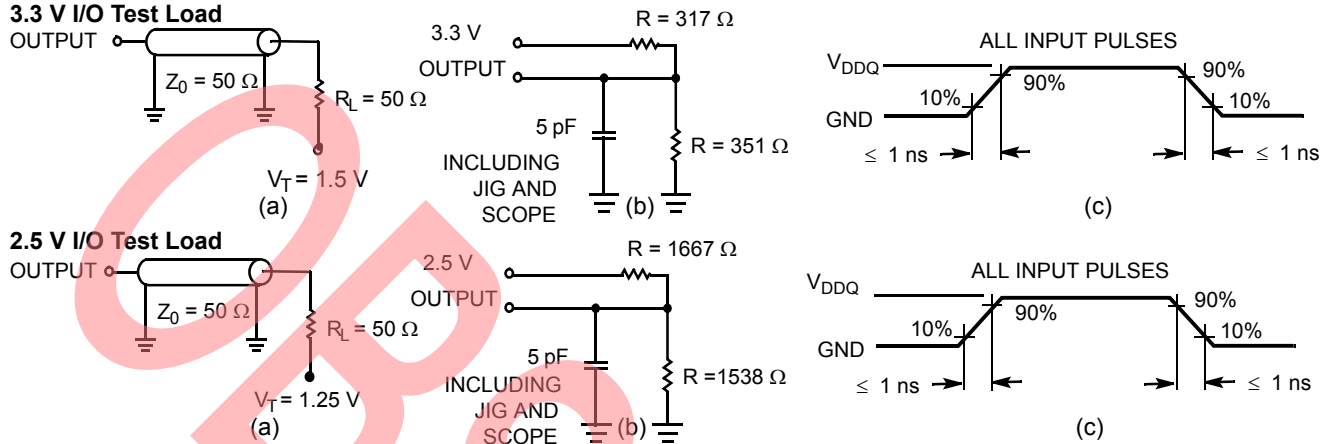 3.3 V I/O Test Load
OUTPUT
Z0 = 50 Ω
RL = 50 Ω
VT = 1.5 V
(a)
R = 317 Ω
3.3 V
OUTPUT
5 pF
R = 351 Ω
INCLUDING
JIG AND
SCOPE
(b)
ALL INPUT PULSES
VDDQ
90%
90%
10%
10%
GND
≤ 1 ns
≤ 1 ns
(c)
2.5 V I/O Test Load
OUTPUT
Z0 = 50 Ω
RL = 50 Ω
VT = 1.25 V
(a)
R = 1667 Ω
2.5 V
OUTPUT
5 pF
R =1538 Ω
INCLUDING
JIG AND
SCOPE
(b)
ALL INPUT PULSES
VDDQ
90%
90%
10%
10%
GND
≤ 1 ns
≤ 1 ns
(c)